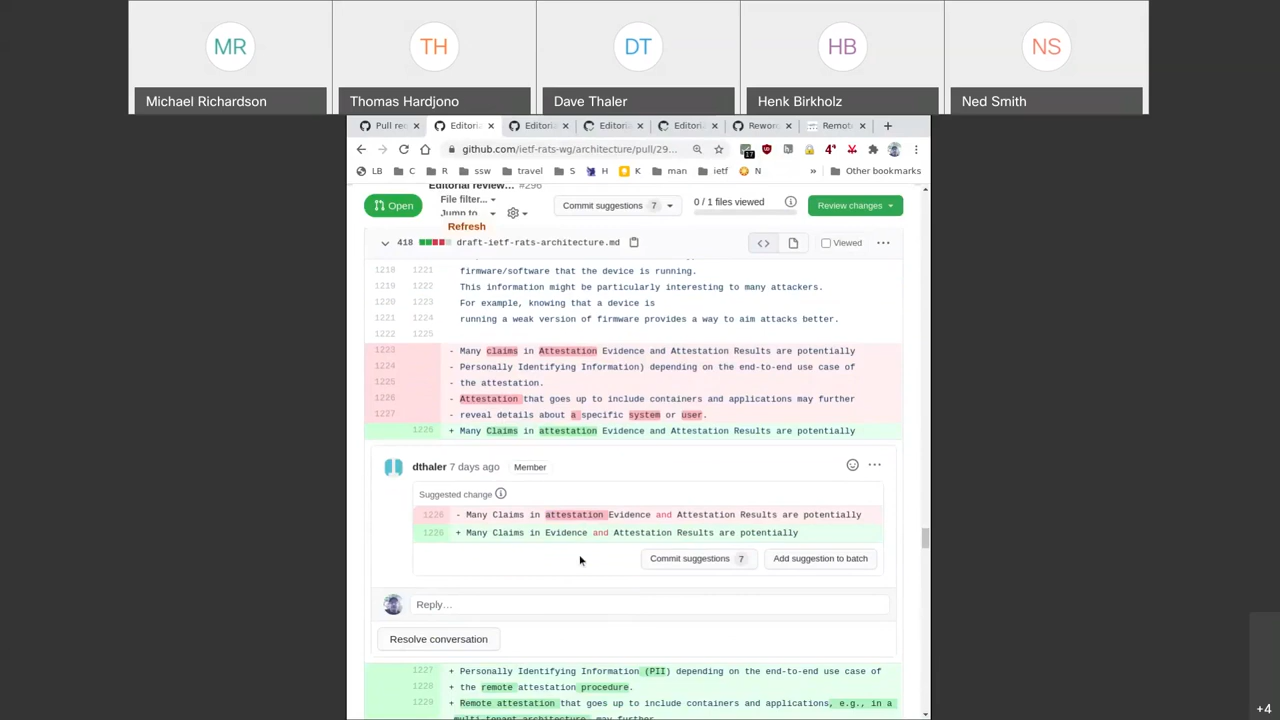 MR TH DT HB NS
Michael Richardson Thomas Hardjono Dave Thaler Henk Birkholz Ned Smith
Pull rec Editoria Editoria Editoria Editoria Rewor Remot
github.com/ietf-rats-wg/architecture/pull/29...
17
LB C R ssw travel S H K man ietf N » Other bookmarks
Editorial review... #296
Open File filter... Commit suggestions 7 0 / 1 files viewed Review changes
Jump to
Refresh
418 draft-ietf-rats-architecture.md Viewed
1218 1221 firmware/software that the device is running.
1219 1222 This information might be particularly interesting to many attackers.
1220 1223 For example, knowing that a device is
1221 1224 running a weak version of firmware provides a way to aim attacks better.
1222 1225
1223 - Many claims in Attestation Evidence and Attestation Results are potentially
1224 - Personally Identifying Information) depending on the end-to-end use case of
1225 - the attestation.
1226 - Attestation that goes up to include containers and applications may further
1227 - reveal details about a specific system or user.
1226 + Many Claims in attestation Evidence and Attestation Results are potentially
dthaler 7 days ago Member
Suggested change
1226 - Many Claims in attestation Evidence and Attestation Results are potentially
1226 + Many Claims in Evidence and Attestation Results are potentially
Commit suggestions 7 Add suggestion to batch
Reply...
Resolve conversation
1227 + Personally Identifying Information (PII) depending on the end-to-end use case of
1228 + the remote attestation procedure.
1229 + Remote attestation that goes up to include containers and applications, e.g., in a
multi-tenant architecture, may further
+4